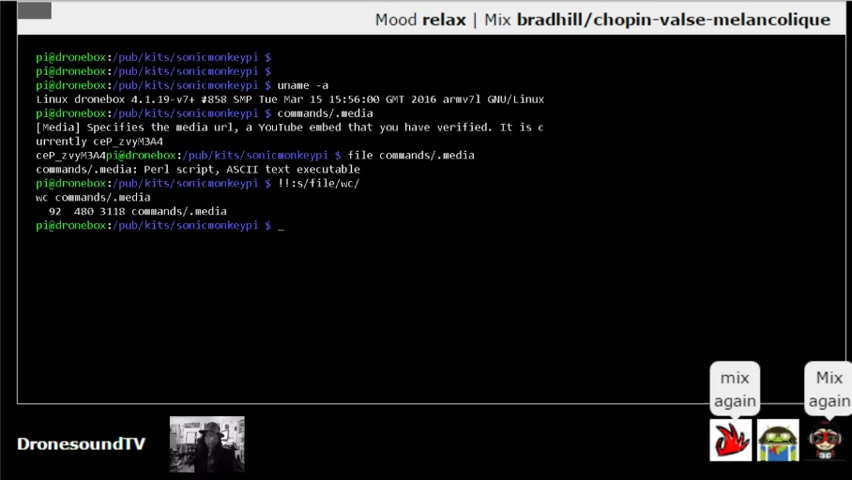 Mood relax | Mix bradhill/chopin-valse-melancolique
pi@dronebox:/pub/kits/sonicmonkeypi $
pi@dronebox:/pub/kits/sonicmonkeypi $
pi@dronebox:/pub/kits/sonicmonkeypi $ uname -a
Linux dronebox 4.1.19-v7+ #858 SMP Tue Mar 15 15:56:00 GMT 2016 armv7l GNU/Linux
pi@dronebox:/pub/kits/sonicmonkeypi $ commands/.media
[Media] Specifies the media url, a YouTube embed that you have verified. It is c
urrently ceP_zvyM3A4
ceP_zvyM3A4pi@dronebox:/pub/kits/sonicmonkeypi $ file commands/.media
commands/.media: Perl script, ASCII text executable
pi@dronebox:/pub/kits/sonicmonkeypi $ !!:s/file/wc/
wc commands/.media
92 480 3118 commands/.media
pi@dronebox:/pub/kits/sonicmonkeypi $ _
mix
again
Mix
again
DronesoundTV